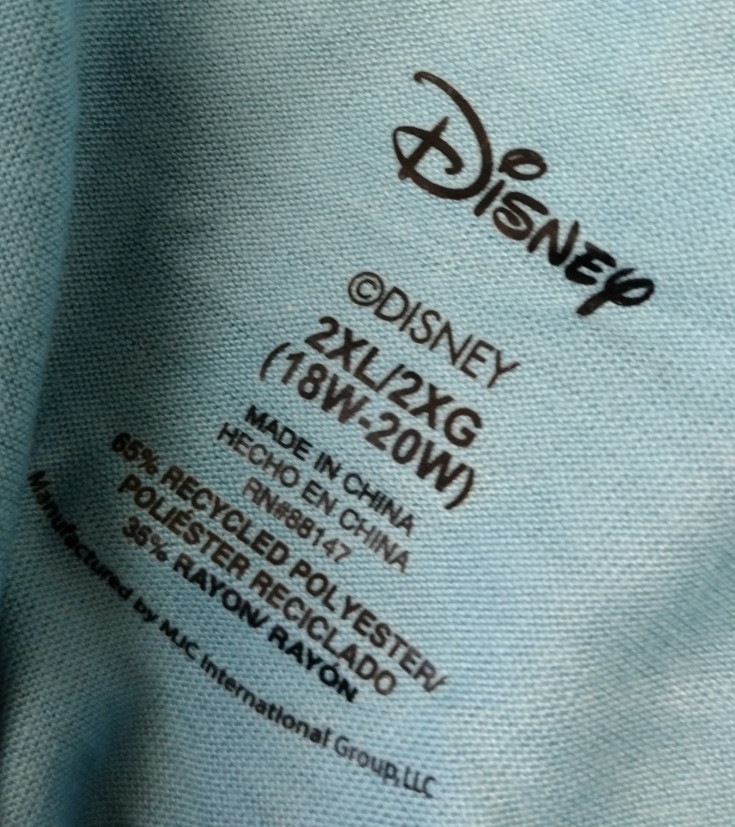 Disney
©DISNEY
2XL/2XG
(18W-20W)
MADE IN CHINA
HECHO EN CHINA
RN#88147
65% RECYCLED POLYESTER/
POLIÉSTER RECICLADO
35% RAYON/ RAYÓN
Manufactured by MJC International Group,LLC